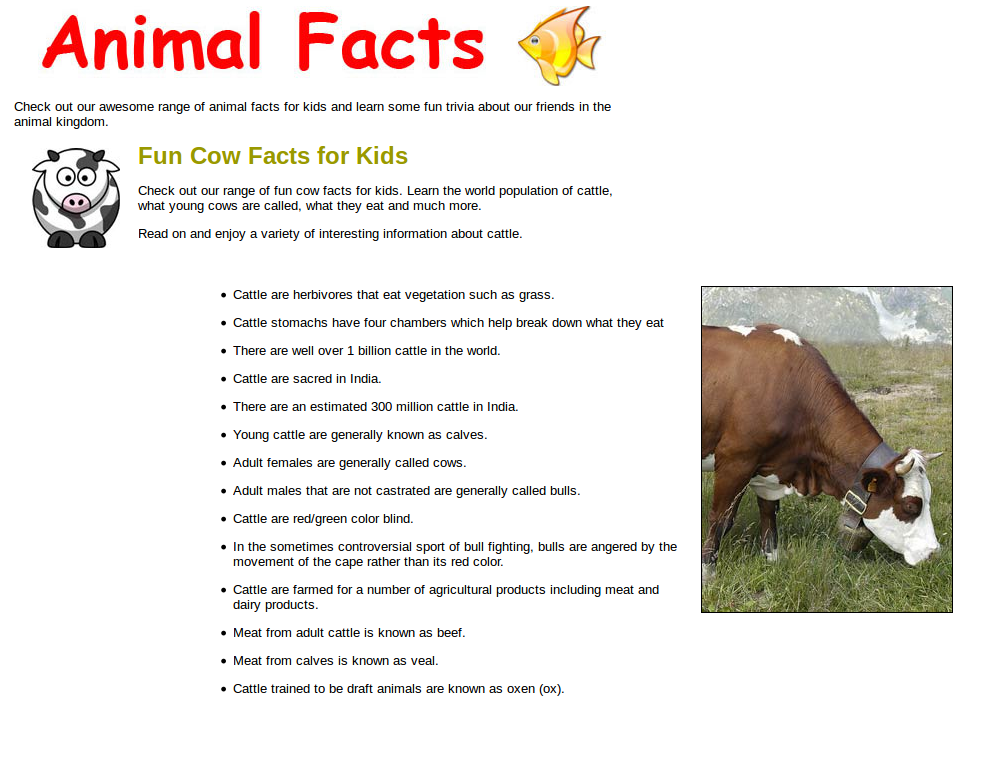 Animal Facts
Check out our awesome range of animal facts for kids and learn some fun trivia about our friends in the
animal kingdom.
Fun Cow Facts for Kids
Check out our range of fun cow facts for kids. Learn the world population of cattle,
what young cows are called, what they eat and much more.
Read on and enjoy a variety of interesting information about cattle.
• Cattle are herbivores that eat vegetation such as grass.
• Cattle stomachs have four chambers which help break down what they eat
• There are well over 1 billion cattle in the world.
• Cattle are sacred in India.
• There are an estimated 300 million cattle in India.
• Young cattle are generally known as calves.
• Adult females are generally called cows.
• Adult males that are not castrated are generally called bulls.
• Cattle are red/green color blind.
• In the sometimes controversial sport of bull fighting, bulls are angered by the
movement of the cape rather than its red color.
• Cattle are farmed for a number of agricultural products including meat and
dairy products.
• Meat from adult cattle is known as beef.
• Meat from calves is known as veal.
• Cattle trained to be draft animals are known as oxen (ox).